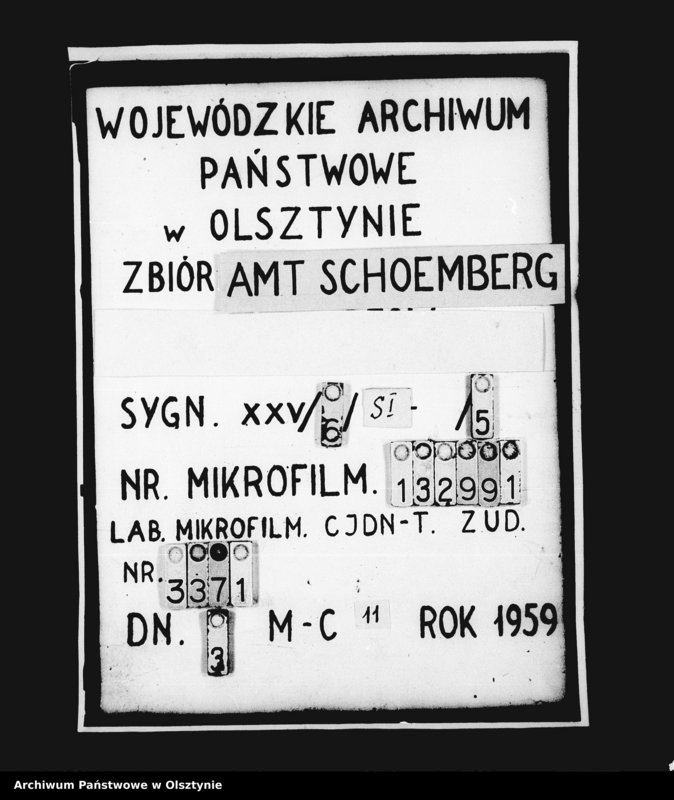 WOJEWÓDZKIE ARCHIWUM
PAŃSTWOWE
w OLSZTYNIE
ZBIÓR AMT SCHOEMBERG
SYGN. XXV/6/ SI - /5
NR. MIKROFILM. 132991
LAB. MIKROFILM. CJDN-T. ZUD.
NR. 3371
DN. 3 M-C 11 ROK 1959
Archiwum Państwowe w Olsztynie